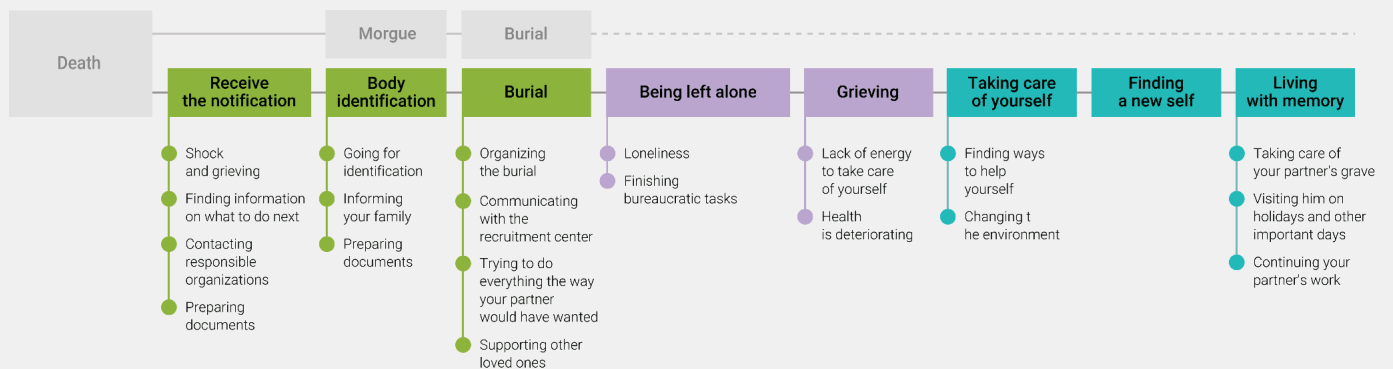 Death
Morgue
Burial
Receive
the notification
Shock
and grieving
Finding information
on what to do next
Contacting
responsible
organizations
Preparing
documents
Body
identification
Going for
identification
Informing
your family
Preparing
documents
Burial
Organizing
the burial
Communicating
with the
recruitment center
Trying to do
everything the way
your partner
would have wanted
Supporting other
loved ones
Being left alone
Loneliness
Finishing
bureaucratic tasks
Grieving
Lack of energy
to take care
of yourself
Health
is deteriorating
Taking care
of yourself
Finding ways
to help
yourself
Changing t
he environment
Finding
a new self
Living
with memory
Taking care of
your partner's grave
Visiting him on
holidays and other
important days
Continuing your
partner's work